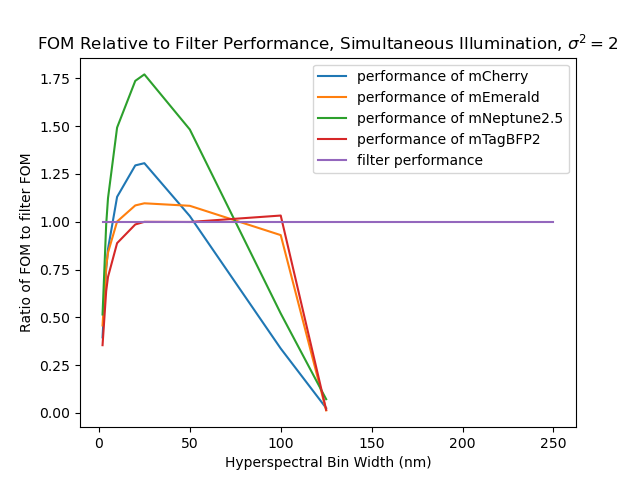 FOM Relative to Filter Performance, Simultaneous Illumination, σ² = 2
performance of mCherry
performance of mEmerald
performance of mNeptune2.5
performance of mTagBFP2
filter performance
1.75
1.50
1.25
1.00
0.75
0.50
0.25
0.00
Ratio of FOM to filter FOM
0 50 100 150 200 250
Hyperspectral Bin Width (nm)